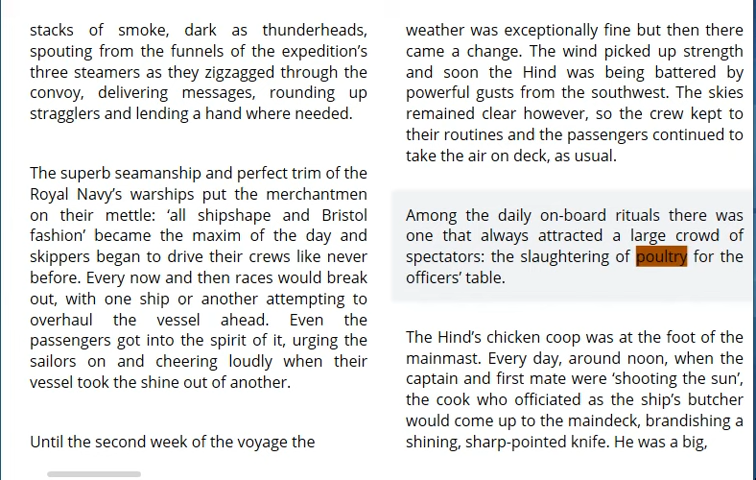 stacks of smoke, dark as thunderheads,
spouting from the funnels of the expedition’s
three steamers as they zigzagged through the
convoy, delivering messages, rounding up
stragglers and lending a hand where needed.
The superb seamanship and perfect trim of the
Royal Navy’s warships put the merchantmen
on their mettle: ‘all shipshape and Bristol
fashion’ became the maxim of the day and
skippers began to drive their crews like never
before. Every now and then races would break
out, with one ship or another attempting to
overhaul the vessel ahead. Even the
passengers got into the spirit of it, urging the
sailors on and cheering loudly when their
vessel took the shine out of another.
Until the second week of the voyage the
weather was exceptionally fine but then there
came a change. The wind picked up strength
and soon the Hind was being battered by
powerful gusts from the southwest. The skies
remained clear however, so the crew kept to
their routines and the passengers continued to
take the air on deck, as usual.
Among the daily on-board rituals there was
one that always attracted a large crowd of
spectators: the slaughtering of poultry for the
officers’ table.
The Hind’s chicken coop was at the foot of the
mainmast. Every day, around noon, when the
captain and first mate were ‘shooting the sun’,
the cook who officiated as the ship’s butcher
would come up to the maindeck, brandishing a
shining, sharp-pointed knife. He was a big,